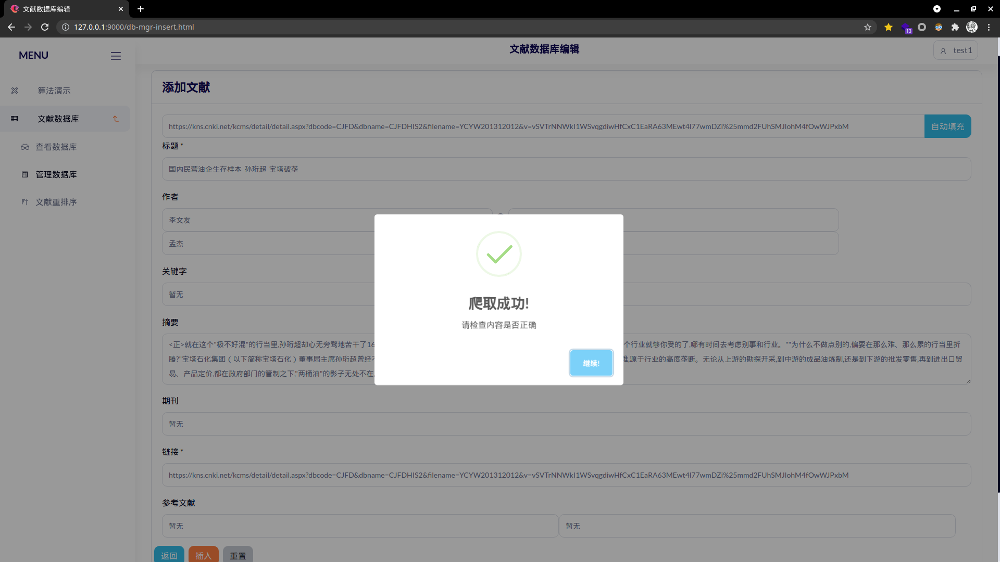 文献数据库编辑
127.0.0.1:9000/db-mgr-insert.html
13
MENU
文献数据库编辑
test1
算法演示
文献数据库
查看数据库
管理数据库
文献重排序
添加文献
https://kns.cnki.net/kcms/detail/detail.aspx?dbcode=CJFD&dbname=CJFDHIS2&filename=YCYW201312012&v=vSVTrNNWkI1WSvqgdiwHfCxC1EaRA63MEwt4l77wmDZi%25mmd2FUhSMJlohM4fOwWJPxbM
自动填充
标题 *
国内民营油企生存样本 孙珩超 宝塔破垄
作者
李文友
孟杰
关键字
暂无
摘要
<正>就在这个"极不好混"的行当里,孙珩超却心无旁骛地苦干了16 个行业就够你受的了,哪有时间去考虑别事和行业。""为什么不做点别的,偏要在那么难、那么累的行当里折
腾?"宝塔石化集团（以下简称宝塔石化）董事局主席孙珩超曾经 ,源于行业的高度垄断。无论从上游的勘探开采,到中游的成品油炼制,还是到下游的批发零售,再到进出口贸
易、产品定价,都在政府部门的管制之下,"两桶油"的影子无处不在,
爬取成功!
请检查内容是否正确
继续!
期刊
暂无
链接 *
https://kns.cnki.net/kcms/detail/detail.aspx?dbcode=CJFD&dbname=CJFDHIS2&filename=YCYW201312012&v=vSVTrNNWkI1WSvqgdiwHfCxC1EaRA63MEwt4l77wmDZi%25mmd2FUhSMJlohM4fOwWJPxbM
参考文献
暂无 暂无
返回 插入 重置